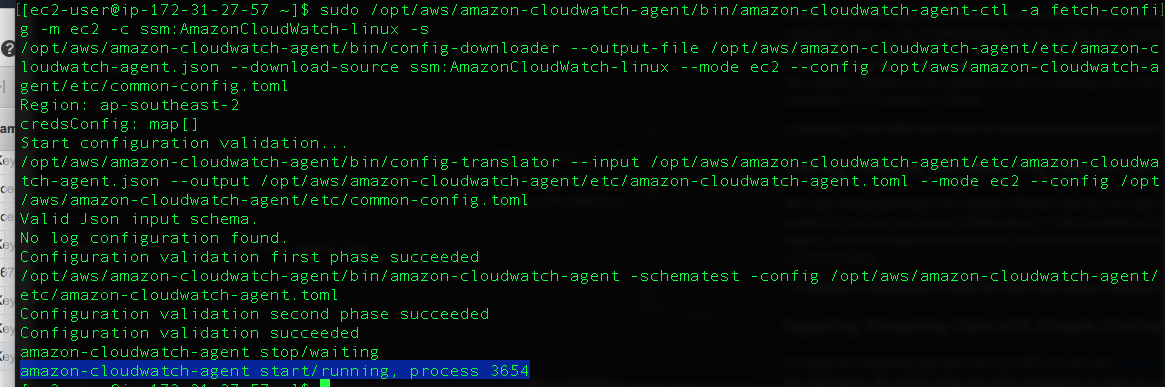 [[ec2-user@ip-172-31-27-57 ~]$ sudo /opt/aws/amazon-cloudwatch-agent/bin/amazon-cloudwatch-agent-ctl -a fetch-confi
g -m ec2 -c ssm:AmazonCloudWatch-linux -s
/opt/aws/amazon-cloudwatch-agent/bin/config-downloader --output-file /opt/aws/amazon-cloudwatch-agent/etc/amazon-c
loudwatch-agent.json --download-source ssm:AmazonCloudWatch-linux --mode ec2 --config /opt/aws/amazon-cloudwatch-a
gent/etc/common-config.toml
Region: ap-southeast-2
credsConfig: map[]
Start configuration validation...
/opt/aws/amazon-cloudwatch-agent/bin/config-translator --input /opt/aws/amazon-cloudwatch-agent/etc/amazon-cloudwa
tch-agent.json --output /opt/aws/amazon-cloudwatch-agent/etc/amazon-cloudwatch-agent.toml --mode ec2 --config /opt
/aws/amazon-cloudwatch-agent/etc/common-config.toml
Valid Json input schema.
No log configuration found.
Configuration validation first phase succeeded
/opt/aws/amazon-cloudwatch-agent/bin/amazon-cloudwatch-agent -schematest -config /opt/aws/amazon-cloudwatch-agent/
etc/amazon-cloudwatch-agent.toml
Configuration validation second phase succeeded
Configuration validation succeeded
amazon-cloudwatch-agent stop/waiting
amazon-cloudwatch-agent start/running, process 3654